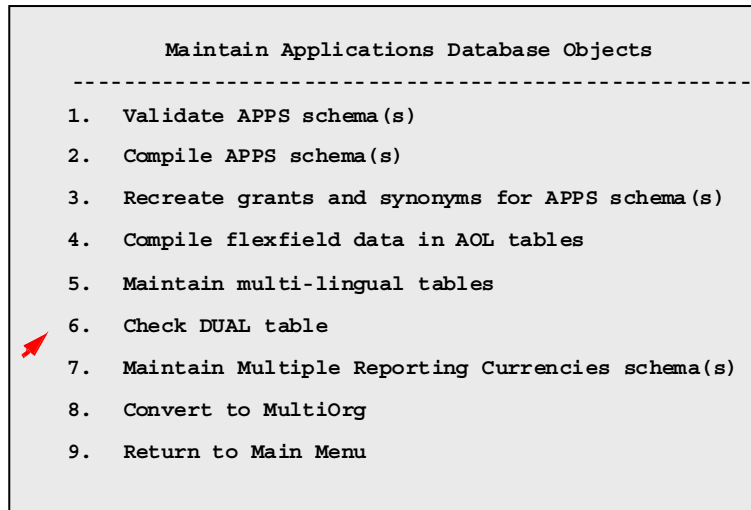 Maintain Applications Database Objects
-----------------------------------------------------
1. Validate APPS schema(s)
2. Compile APPS schema(s)
3. Recreate grants and synonyms for APPS schema(s)
4. Compile flexfield data in AOL tables
5. Maintain multi-lingual tables
6. Check DUAL table
7. Maintain Multiple Reporting Currencies schema(s)
8. Convert to MultiOrg
9. Return to Main Menu